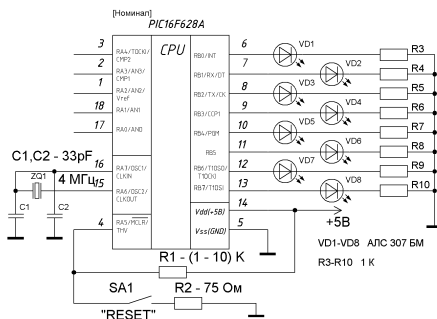 [Номинал]
PIC16F628A
CPU
3 RA4/TOCKI/CMP2
2 RA3/AN3/CMP1
1 RA2/AN2/Vref
18 RA1/AN1
17 RA0/AN0
16 RA7/OSC1/CLKIN
15 RA6/OSC2/CLKOUT
4 RA5/MCLR/THV
RB0/INT 6 VD1 R3
RB1/RX/DT 7 VD2 R4
RB2/TX/CK 8 VD3 R5
RB3/CCP1 9 VD4 R6
RB4/PGM 10 VD5 R7
RB5 11 VD6 R8
RB6/T1OSO/T1OCKI 12 VD7 R9
RB7/T1OSI 13 VD8 R10
Vdd(+5B) 14
+5В
Vss(GND) 5
C1,C2 - 33pF
ZQ1
4 МГц
C1
C2
R1 - (1 - 10) K
SA1
R2 - 75 Ом
"RESET"
VD1-VD8 АЛС 307 БМ
R3-R10 1 К